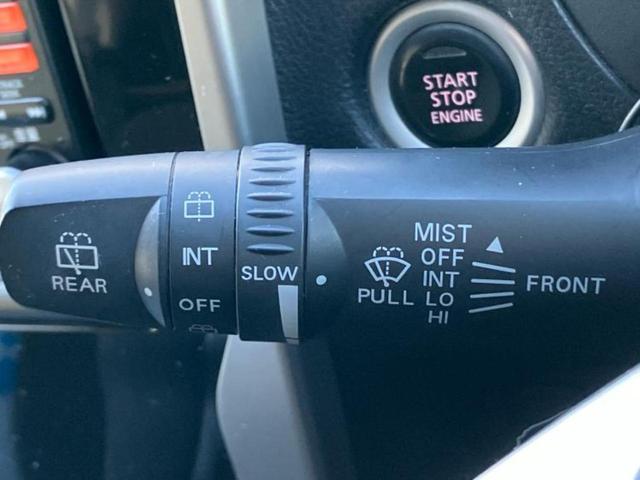 START
STOP
ENGINE
REAR
INT
OFF
SLOW
PULL
MIST
OFF
INT
LO
HI
FRONT